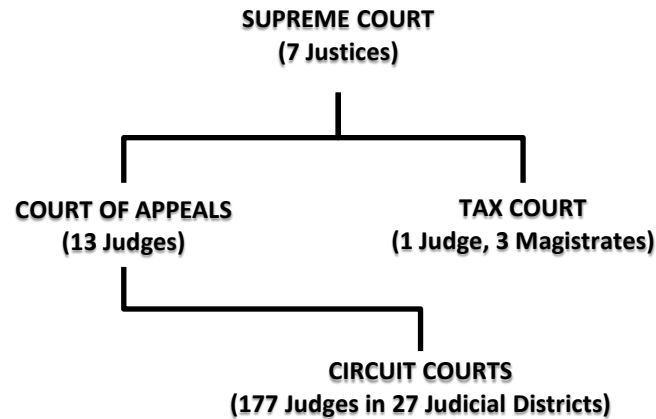 SUPREME COURT
(7 Justices)
COURT OF APPEALS
(13 Judges)
TAX COURT
(1 Judge, 3 Magistrates)
CIRCUIT COURTS
(177 Judges in 27 Judicial Districts)